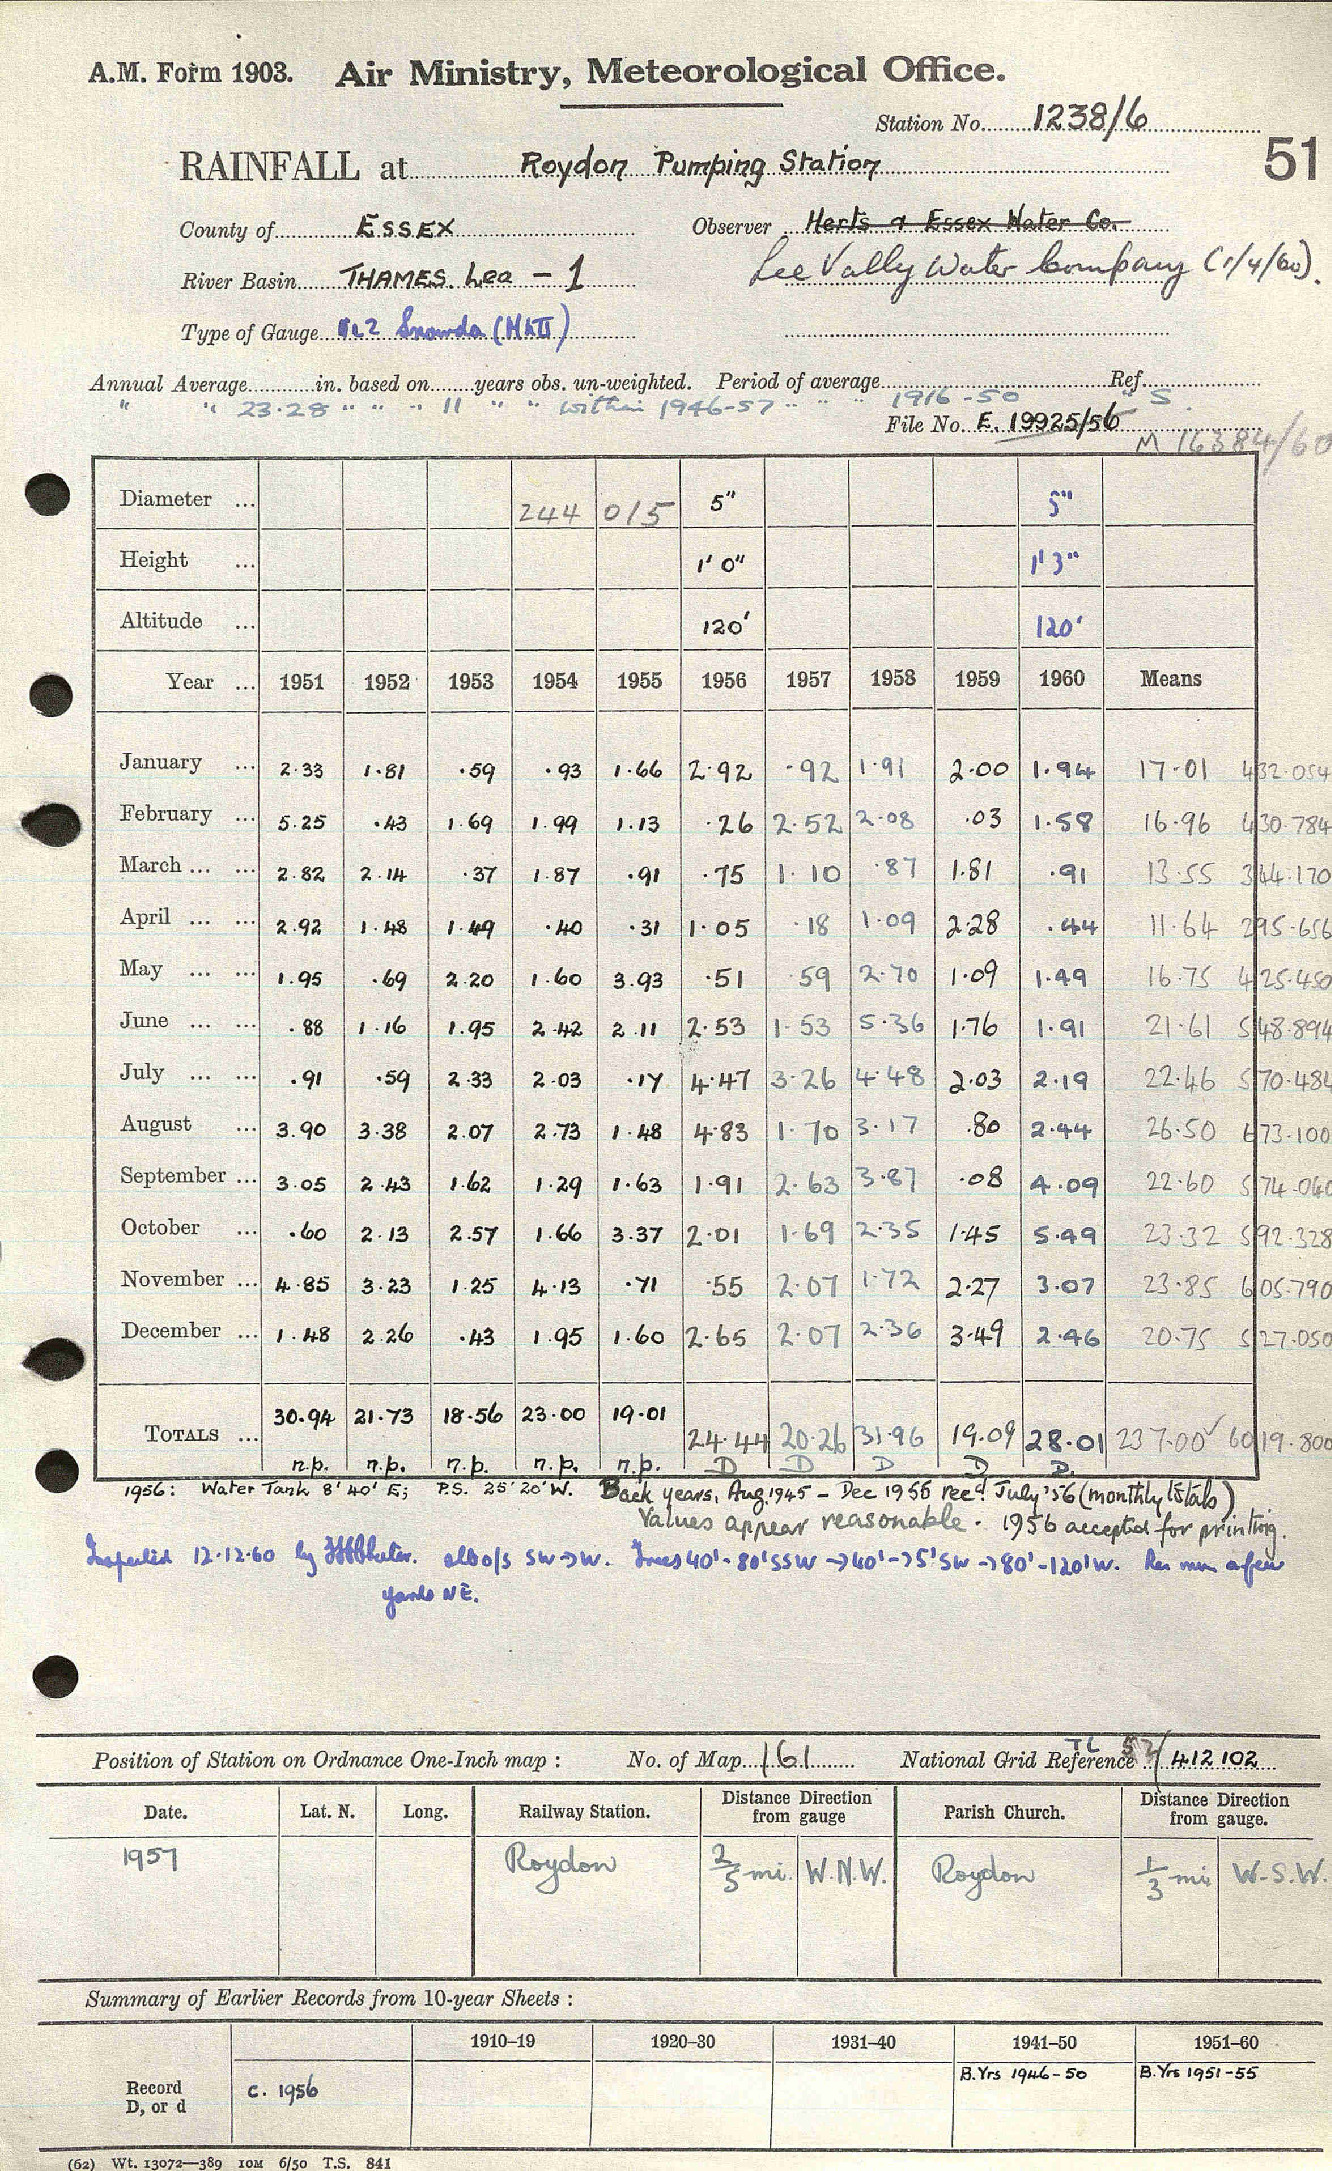 A.M. Form 1903. Air Ministry, Meteorological Office.
Station No. 1238/6
51
RAINFALL at Roydon Pumping Station
County of ESSEX Observer Herts & Essex Water Co.
River Basin THAMES. Lea - 1 Lee Vally Water Company (1/4/60).
Type of Gauge Snowdon (Mk II)
Annual Average in. based on years obs. un-weighted. Period of average Ref.
" " 23.28 " " " 11 " " within 1946-57 " " " 1916-50 " S.
File No. E. 19925/56
M 16384/60
Diameter ... 244 015 5" 5"
Height ... 1' 0" 1' 3"
Altitude ... 120' 120'
Year ... 1951 1952 1953 1954 1955 1956 1957 1958 1959 1960 Means
January ... 2.33 1.81 .59 .93 1.66 2.92 .92 1.91 2.00 1.94 17.01 432.054
February ... 5.25 .43 1.69 1.99 1.13 .26 2.52 2.08 .03 1.58 16.96 430.784
March ... ... 2.82 2.14 .37 1.87 .91 .75 1.10 .87 1.81 .91 13.55 344.170
April ... ... 2.92 1.48 1.49 .40 .31 1.05 .18 1.09 2.28 .44 11.64 295.656
May ... ... 1.95 .69 2.20 1.60 3.93 .51 .59 2.70 1.09 1.49 16.75 425.450
June ... ... .88 1.16 1.95 2.42 2.11 2.53 1.53 5.36 1.76 1.91 21.61 548.894
July ... ... .91 .59 2.33 2.03 .17 4.47 3.26 4.48 2.03 2.19 22.46 570.484
August ... 3.90 3.38 2.07 2.73 1.48 4.83 1.70 3.17 .80 2.44 26.50 673.100
September ... 3.05 2.43 1.62 1.29 1.63 1.91 2.63 3.87 .08 4.09 22.60 574.040
October ... .60 2.13 2.57 1.66 3.37 2.01 1.69 2.35 1.45 5.49 23.32 592.328
November ... 4.85 3.23 1.25 4.13 .71 .55 2.07 1.72 2.27 3.07 23.85 605.790
December ... 1.48 2.26 .43 1.95 1.60 2.65 2.07 2.36 3.49 2.46 20.75 527.050
TOTALS ... 30.94 21.73 18.56 23.00 19.01 24.44 20.26 31.96 19.09 28.01 237.00 6019.800
n.p. n.p. n.p. n.p. n.p. D D D D D.
1956: Water Tank 8' 40' E; P.S. 25' 20' W. Back years, Aug. 1945 - Dec 1955 recd. July '56 (monthly totals)
Values appear reasonable. 1956 accepted for printing.
Inspected 12.12.60 by SW → W. Trees 40' - 80' SSW → 40' → 75' SW → 80' - 120' W. a few
yards NE.
Position of Station on Ordnance One-Inch map : No. of Map 161 National Grid Reference TL 52/ 412 102
Date. Lat. N. Long. Railway Station. Distance from Direction gauge Parish Church. Distance from Direction gauge.
1957 Roydon 2/5 mi. W.N.W. Roydon 1/3 mi W.S.W.
Summary of Earlier Records from 10-year Sheets :
1910–19 1920–30 1931–40 1941–50 1951–60
Record D, or d c. 1956 B.Yrs 1946-50 B.Yrs 1951-55
(62) Wt. 13072—389 10M 6/50 T.S. 841